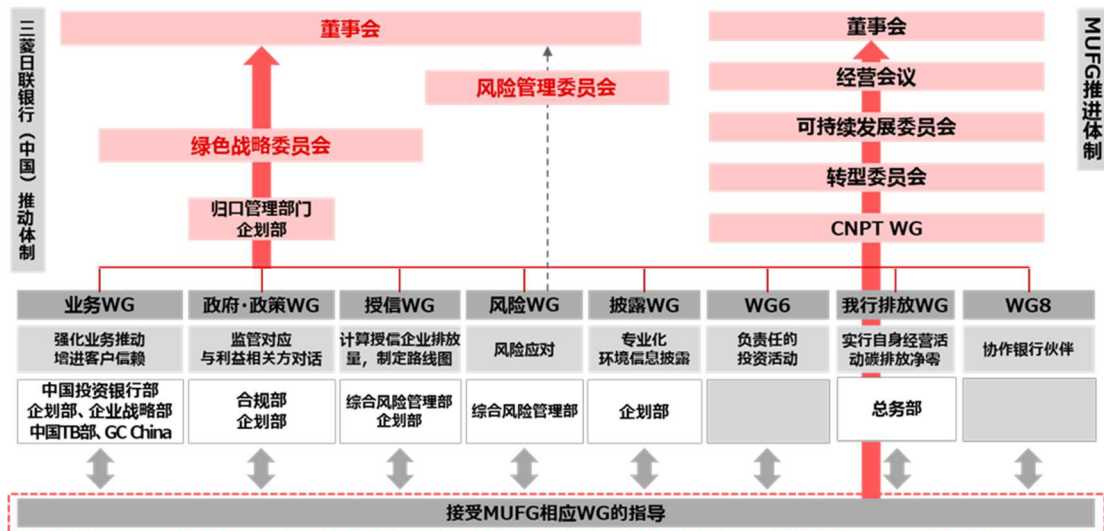 三菱日联银行（中国）推动体制
董事会
风险管理委员会
绿色战略委员会
归口管理部门
企划部
董事会
经营会议
可持续发展委员会
转型委员会
CNPT WG
MUFG推进体制
业务WG
政府·政策WG
授信WG
风险WG
披露WG
WG6
我行排放WG
WG8
强化业务推动
增进客户信赖
监管对应
与利益相关方对话
计算授信企业排放
量，制定路线图
风险应对
专业化
环境信息披露
负责任的
投资活动
实行自身经营活
动碳排放净零
协作银行伙伴
中国投资银行部
企划部、企业战略部
中国TB部、GC China
合规部
企划部
综合风险管理部
企划部
综合风险管理部
企划部
总务部
接受MUFG相应WG的指导